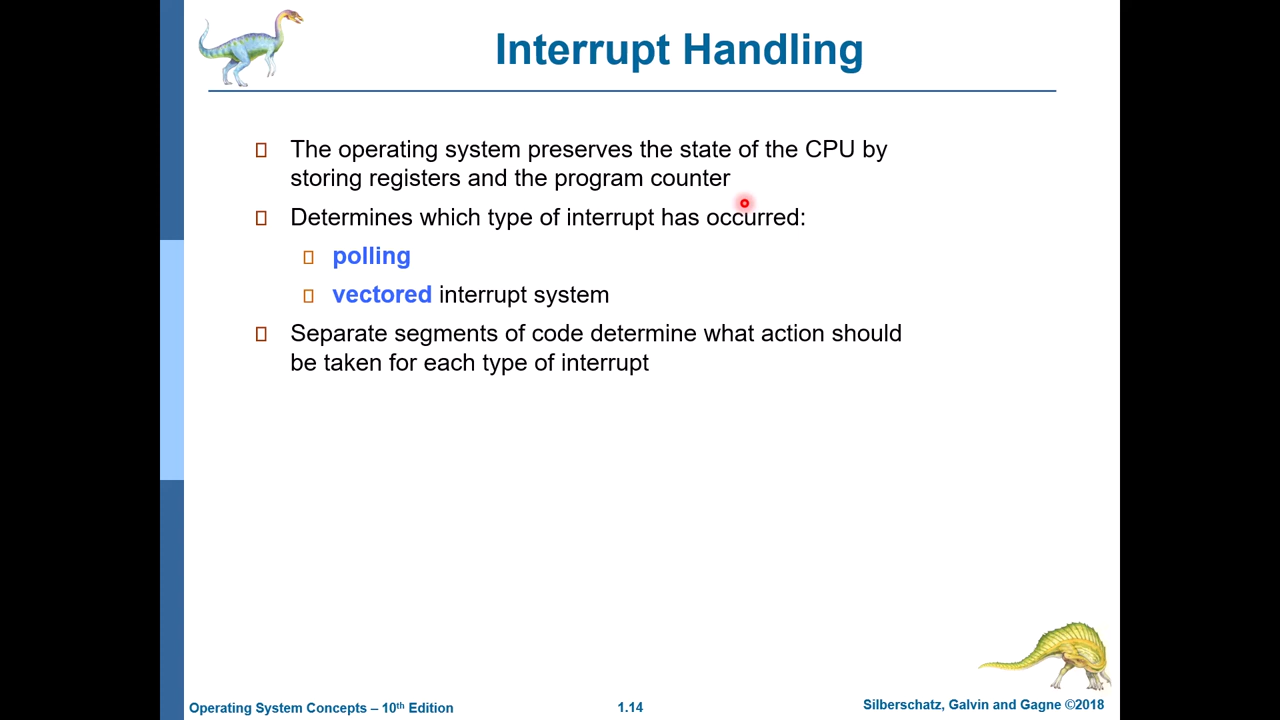 Interrupt Handling
The operating system preserves the state of the CPU by
storing registers and the program counter
Determines which type of interrupt has occurred:
polling
vectored interrupt system
Separate segments of code determine what action should
be taken for each type of interrupt
Operating System Concepts – 10th Edition
1.14
Silberschatz, Galvin and Gagne ©2018